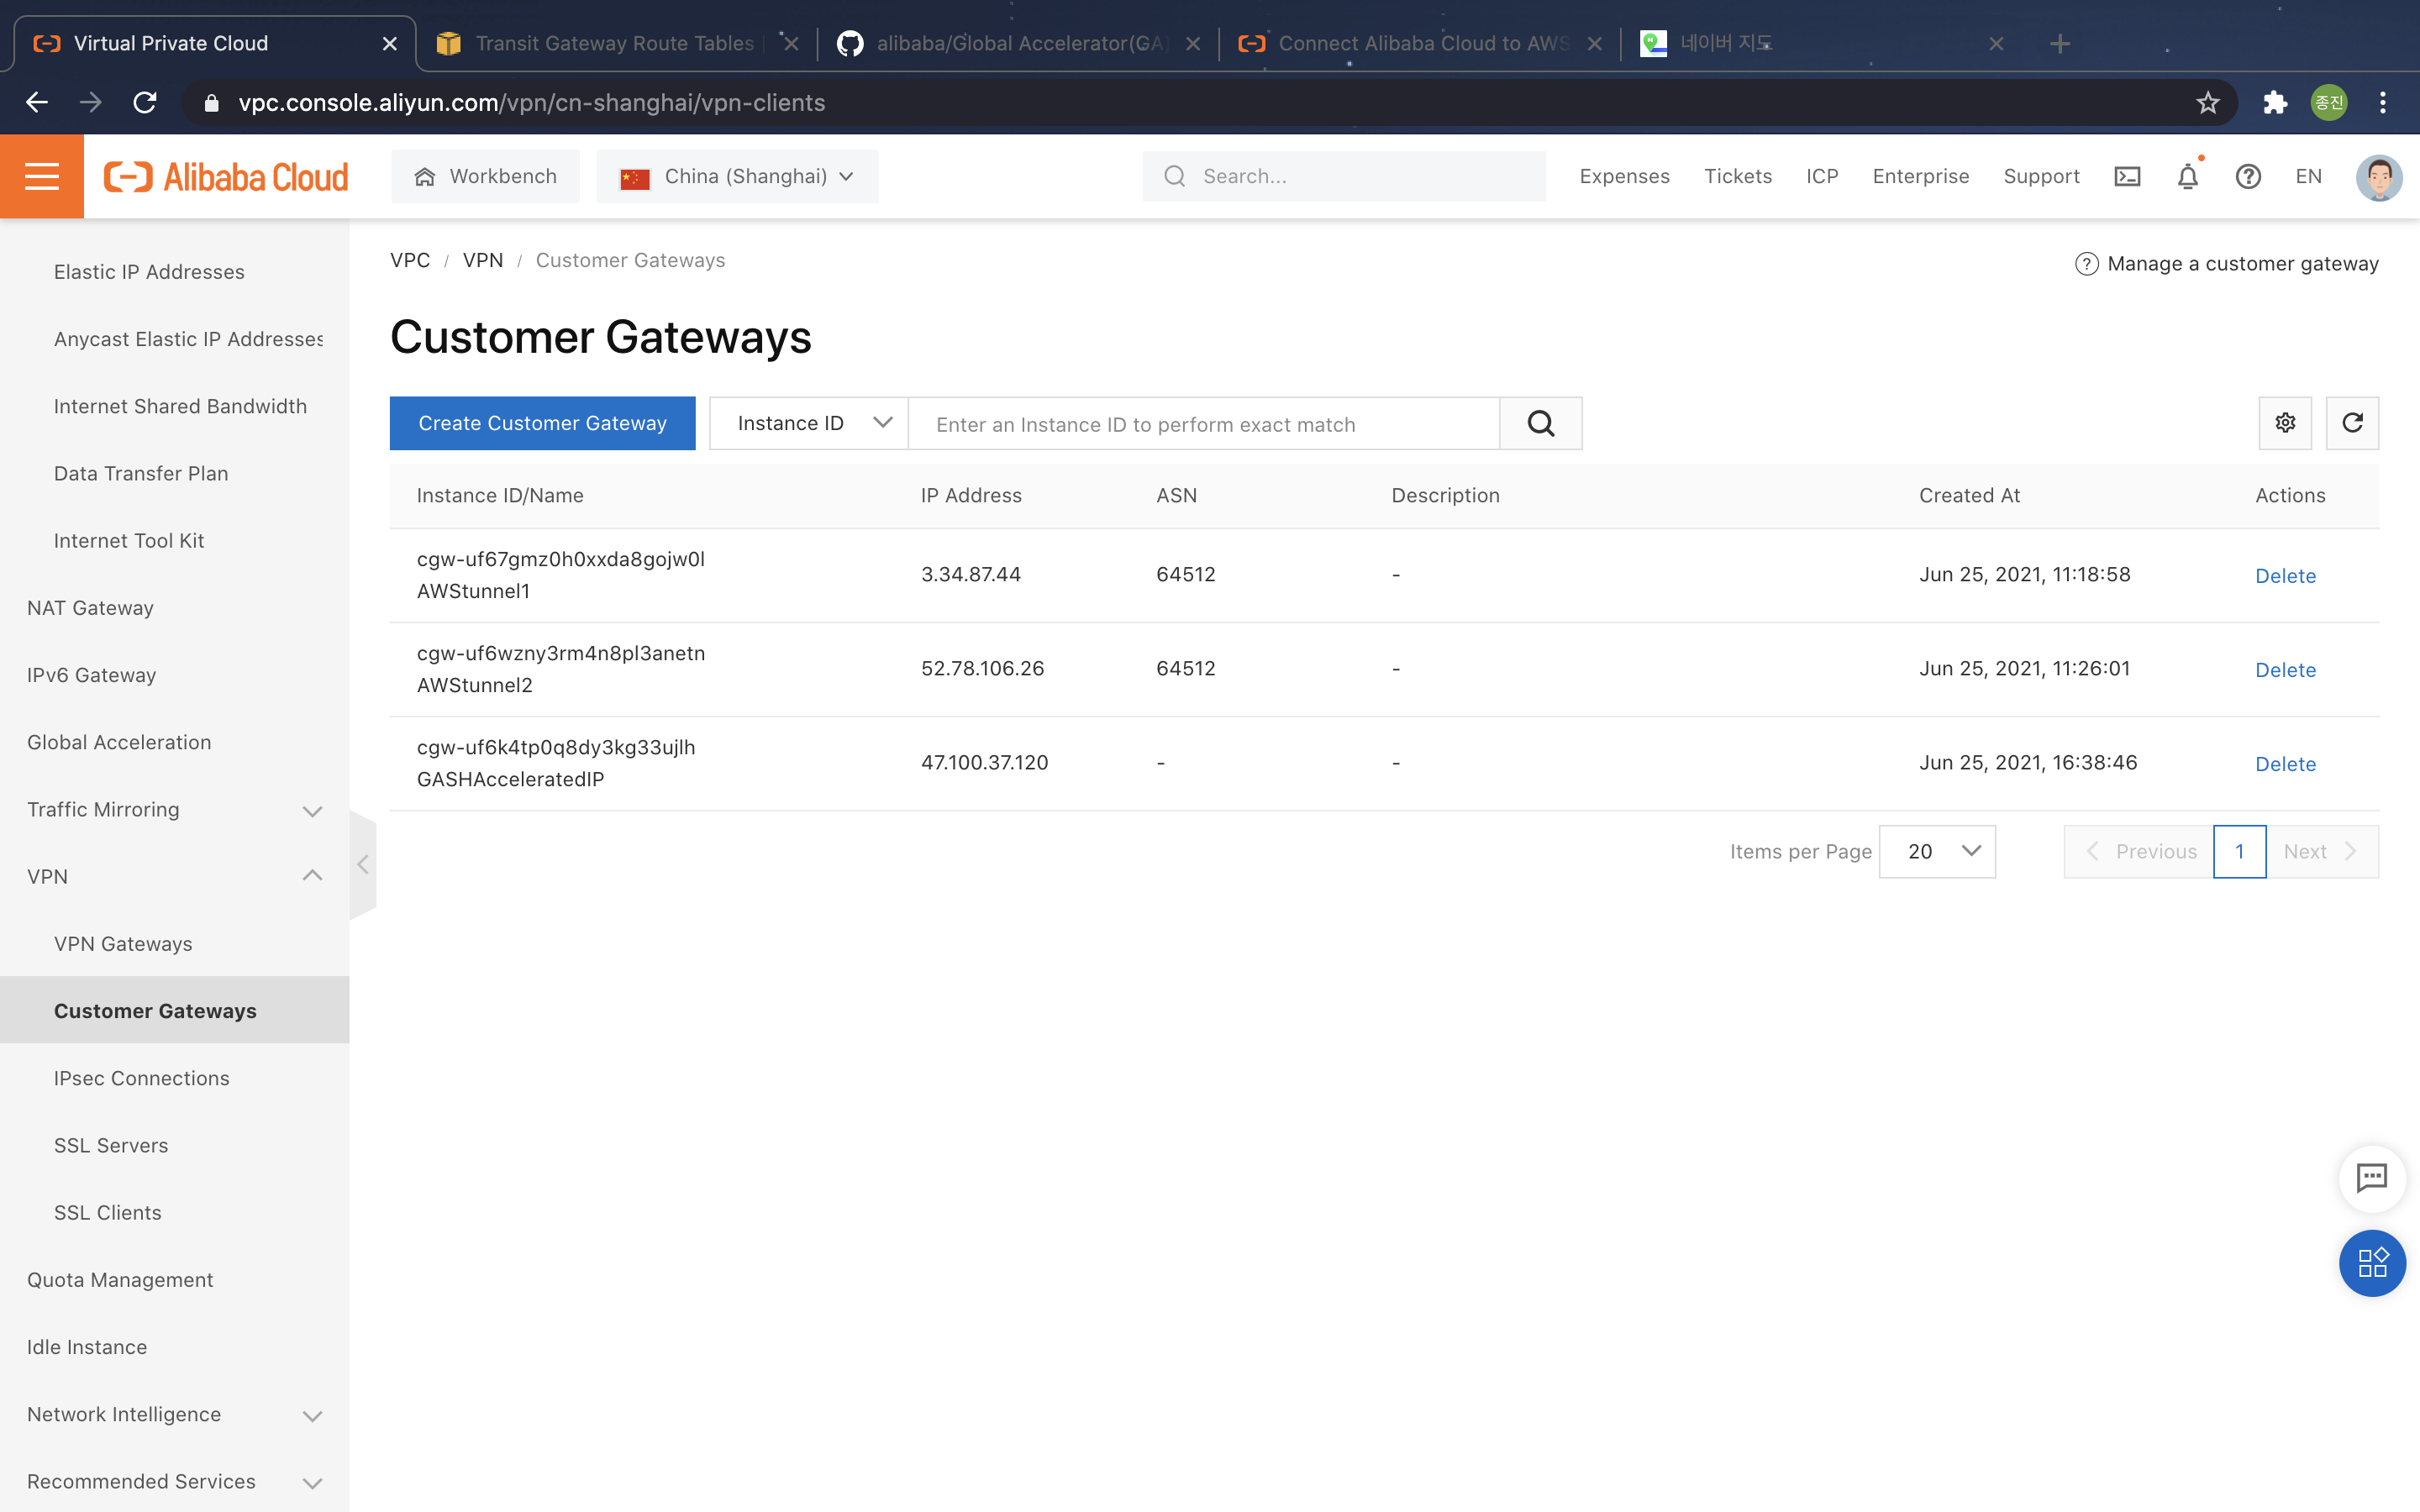 Virtual Private Cloud
Transit Gateway Route Tables |
alibaba/Global Accelerator(GA)
Connect Alibaba Cloud to AWS
네이버 지도
vpc.console.aliyun.com/vpn/cn-shanghai/vpn-clients
종진
Alibaba Cloud
Workbench
China (Shanghai)
Search...
Expenses
Tickets
ICP
Enterprise
Support
EN
Elastic IP Addresses
Anycast Elastic IP Addresses
Internet Shared Bandwidth
Data Transfer Plan
Internet Tool Kit
NAT Gateway
IPv6 Gateway
Global Acceleration
Traffic Mirroring
VPN
VPN Gateways
Customer Gateways
IPsec Connections
SSL Servers
SSL Clients
Quota Management
Idle Instance
Network Intelligence
Recommended Services
VPC / VPN / Customer Gateways
Manage a customer gateway
Customer Gateways
Create Customer Gateway
Instance ID
Enter an Instance ID to perform exact match
Instance ID/Name IP Address ASN Description Created At Actions
cgw-uf67gmz0h0xxda8gojw0l
AWStunnel1
3.34.87.44 64512 - Jun 25, 2021, 11:18:58 Delete
cgw-uf6wzny3rm4n8pl3anetn
AWStunnel2
52.78.106.26 64512 - Jun 25, 2021, 11:26:01 Delete
cgw-uf6k4tp0q8dy3kg33ujlh
GASHAcceleratedIP
47.100.37.120 - - Jun 25, 2021, 16:38:46 Delete
Items per Page 20 Previous 1 Next